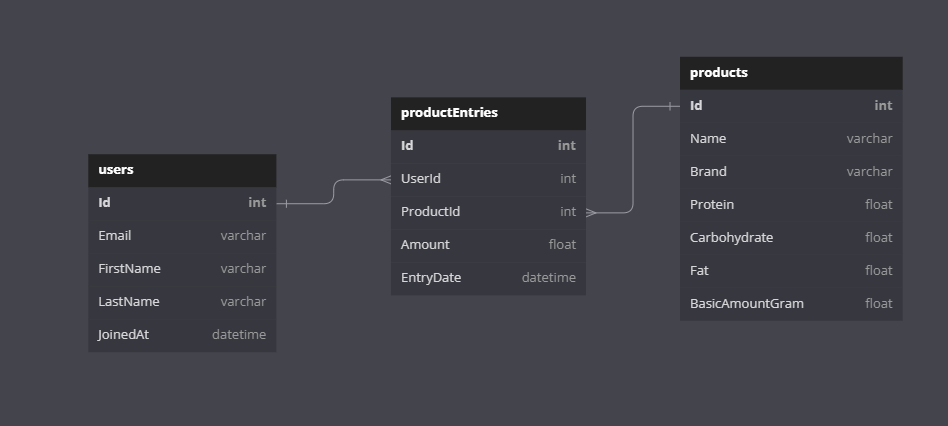 users
Id int
Email varchar
FirstName varchar
LastName varchar
JoinedAt datetime
productEntries
Id int
UserId int
ProductId int
Amount float
EntryDate datetime
products
Id int
Name varchar
Brand varchar
Protein float
Carbohydrate float
Fat float
BasicAmountGram float